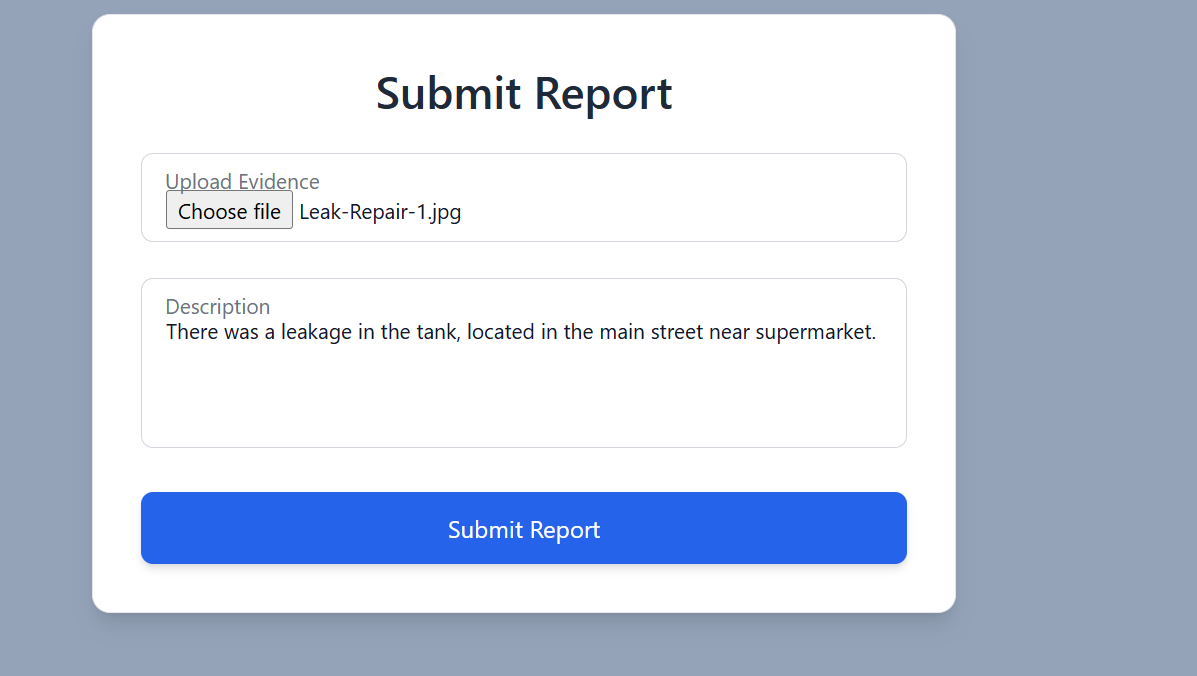 Submit Report
Upload Evidence
Choose file Leak-Repair-1.jpg
Description
There was a leakage in the tank, located in the main street near supermarket.
Submit Report